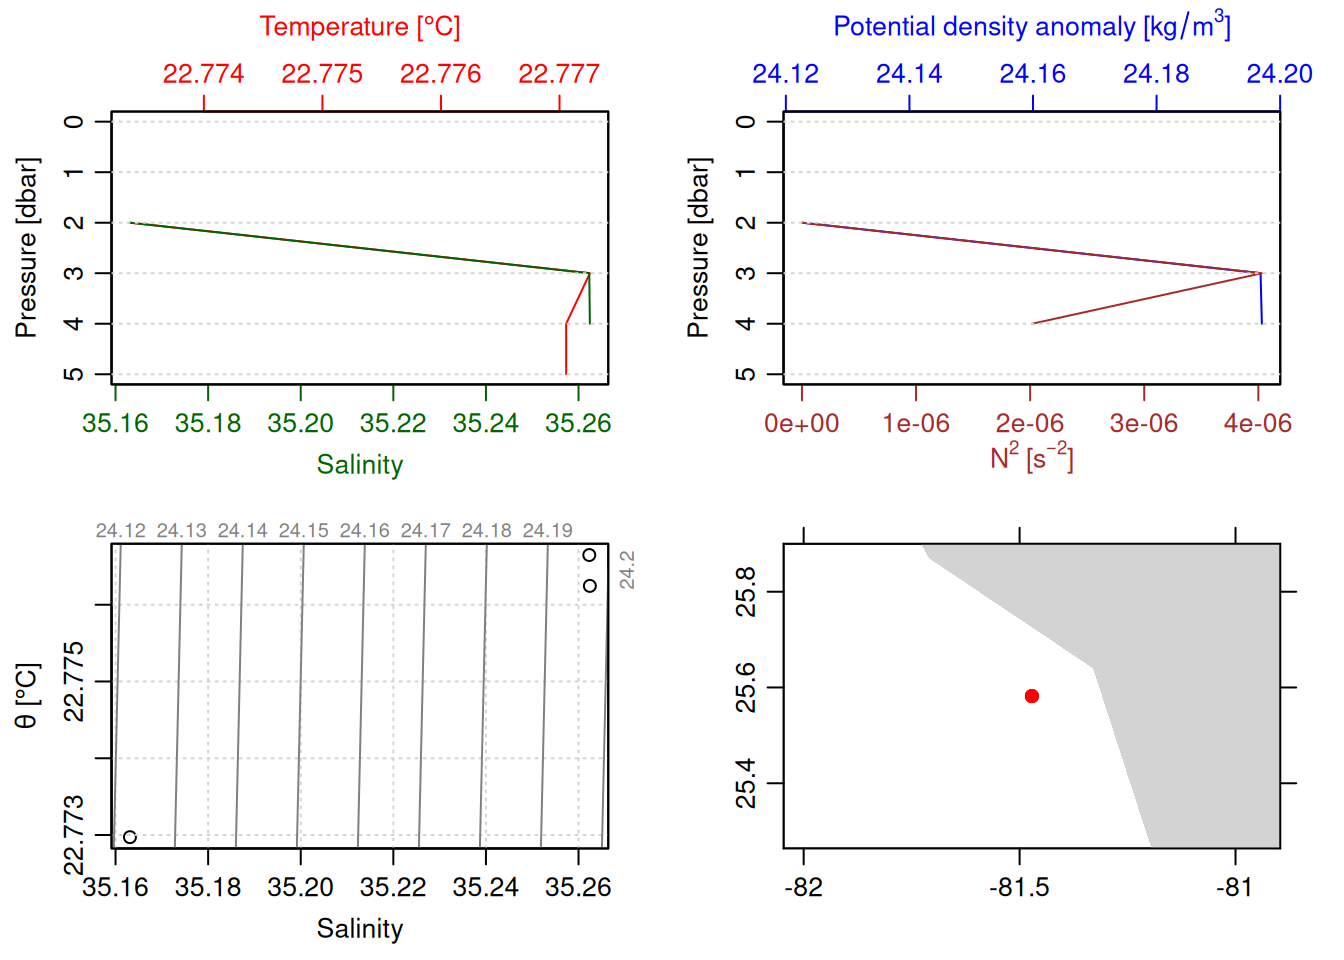 Temperature [°C]
22.774 22.775 22.776 22.777
Pressure [dbar]
0 1 2 3 4 5
35.16 35.18 35.20 35.22 35.24 35.26
Salinity
Potential density anomaly [kg/m³]
24.12 24.14 24.16 24.18 24.20
Pressure [dbar]
0 1 2 3 4 5
0e+00 1e-06 2e-06 3e-06 4e-06
N² [s⁻²]
24.12 24.13 24.14 24.15 24.16 24.17 24.18 24.19
24.2
θ [°C]
22.775
22.773
35.16 35.18 35.20 35.22 35.24 35.26
Salinity
25.8
25.6
25.4
-82 -81.5 -81